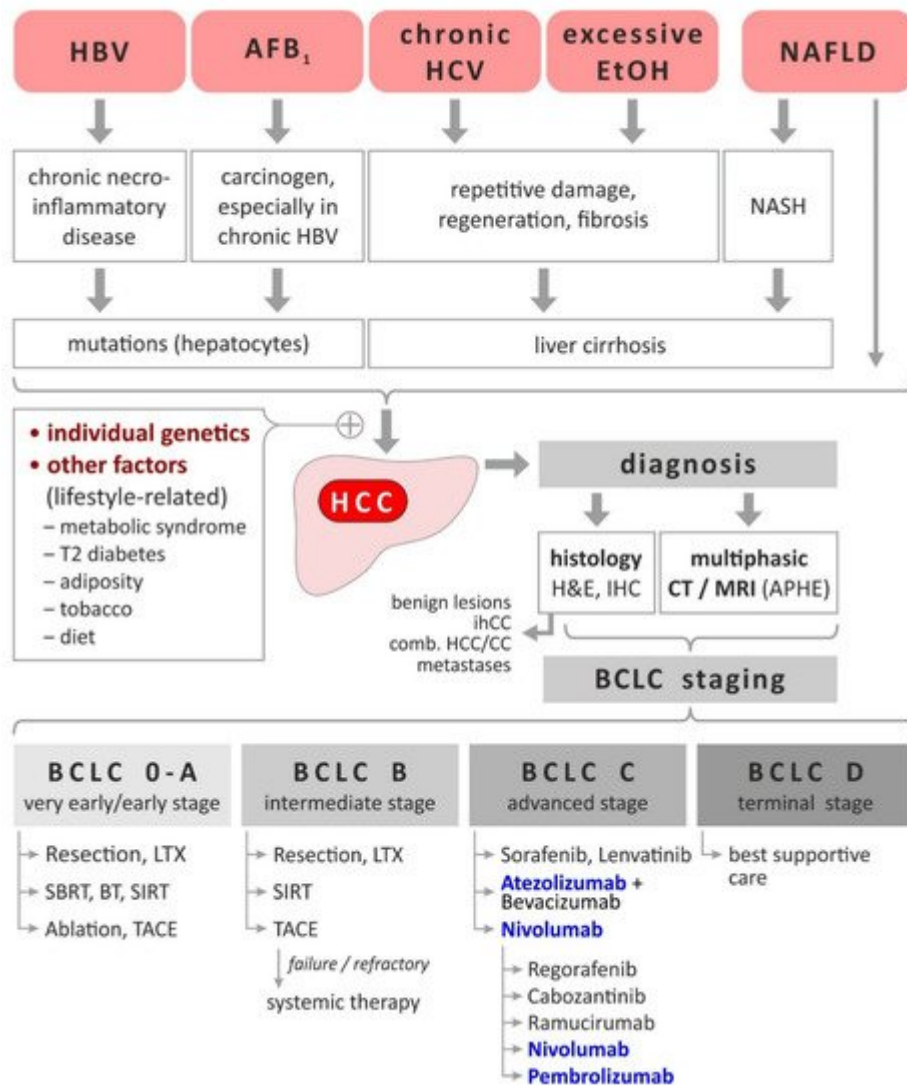 HBV
AFB₁
chronic
HCV
excessive
EtOH
NAFLD
chronic necro-
inflammatory
disease
carcinogen,
especially in
chronic HBV
repetitive damage,
regeneration, fibrosis
NASH
mutations (hepatocytes)
liver cirrhosis
• individual genetics
• other factors
(lifestyle-related)
– metabolic syndrome
– T2 diabetes
– adiposity
– tobacco
– diet
HCC
diagnosis
histology
H&E, IHC
multiphasic
CT / MRI (APHE)
benign lesions
ihCC
comb. HCC/CC
metastases
BCLC staging
BCLC 0-A
very early/early stage
Resection, LTX
SBRT, BT, SIRT
Ablation, TACE
BCLC B
intermediate stage
Resection, LTX
SIRT
TACE
failure / refractory
systemic therapy
BCLC C
advanced stage
Sorafenib, Lenvatinib
Atezolizumab +
Bevacizumab
Nivolumab
Regorafenib
Cabozantinib
Ramucirumab
Nivolumab
Pembrolizumab
BCLC D
terminal stage
best supportive
care